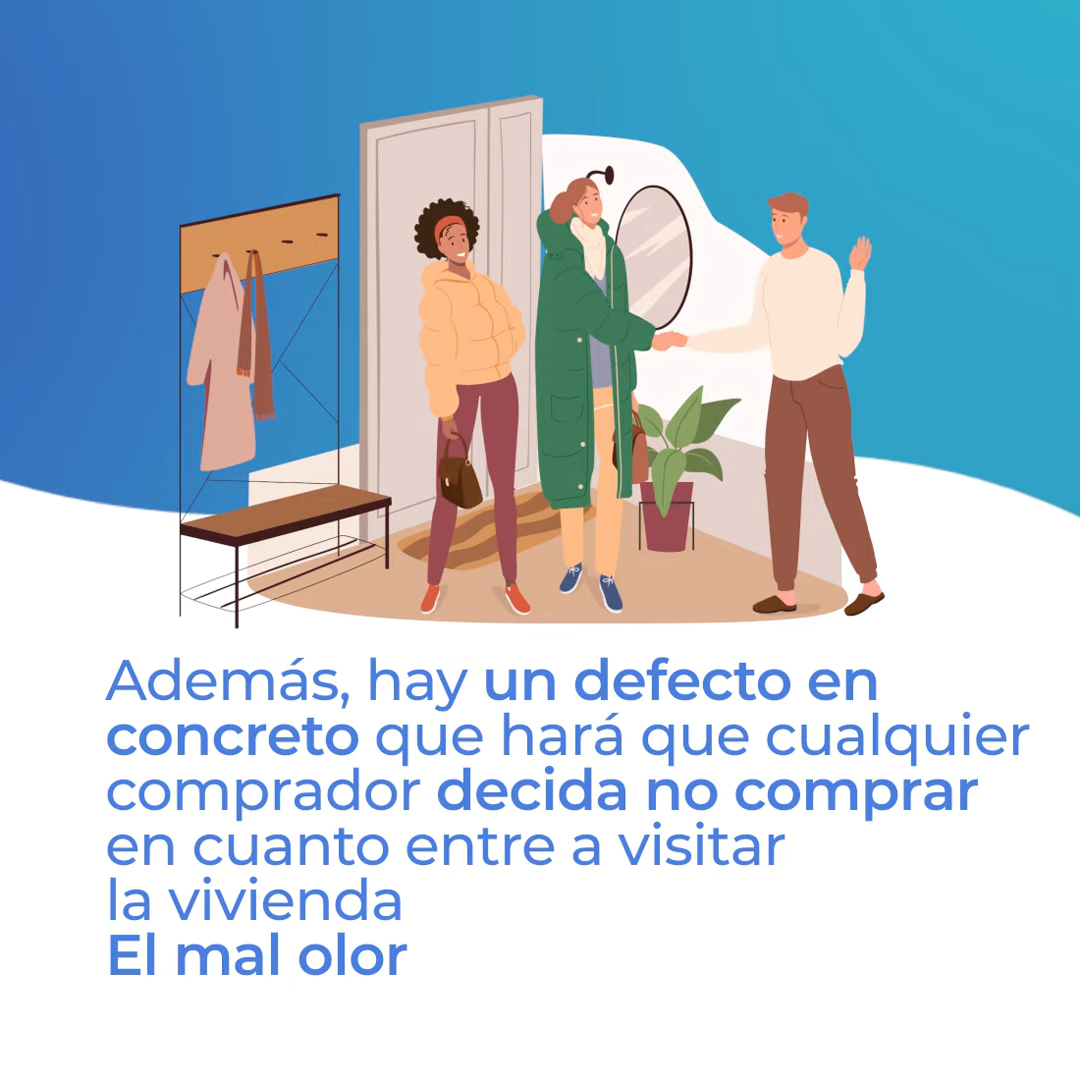 Además, hay un defecto en
concreto que hará que cualquier
comprador decida no comprar
en cuanto entre a visitar
la vivienda
El mal olor